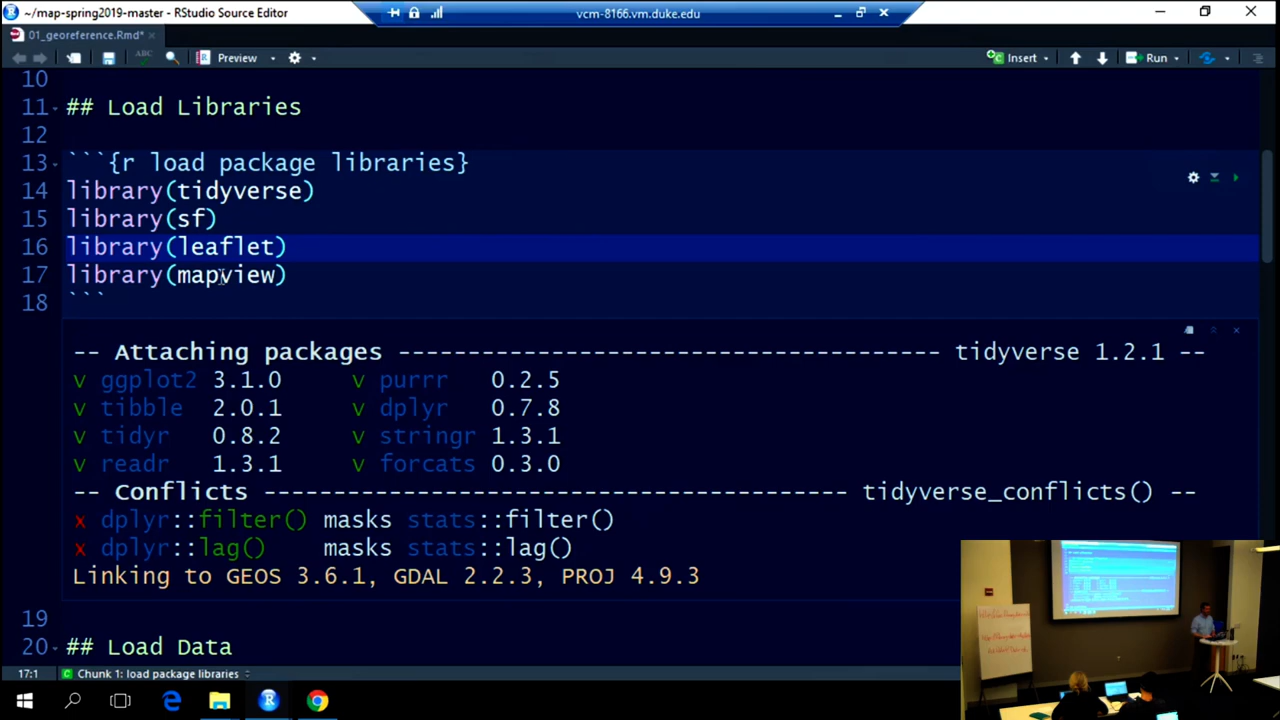 ~/map-spring2019-master - RStudio Source Editor
vcm-8166.vm.duke.edu
01_georeference.Rmd*
ABC
Preview
Insert
Run
10
11 ## Load Libraries
12
13 ```{r load package libraries}
14 library(tidyverse)
15 library(sf)
16 library(leaflet)
17 library(mapview)
18 ```
-- Attaching packages --------------------------------------- tidyverse 1.2.1 --
v ggplot2 3.1.0 v purrr 0.2.5
v tibble 2.0.1 v dplyr 0.7.8
v tidyr 0.8.2 v stringr 1.3.1
v readr 1.3.1 v forcats 0.3.0
-- Conflicts ------------------------------------------ tidyverse_conflicts() --
x dplyr::filter() masks stats::filter()
x dplyr::lag() masks stats::lag()
Linking to GEOS 3.6.1, GDAL 2.2.3, PROJ 4.9.3
19
20 ## Load Data
17:1 Chunk 1: load package libraries